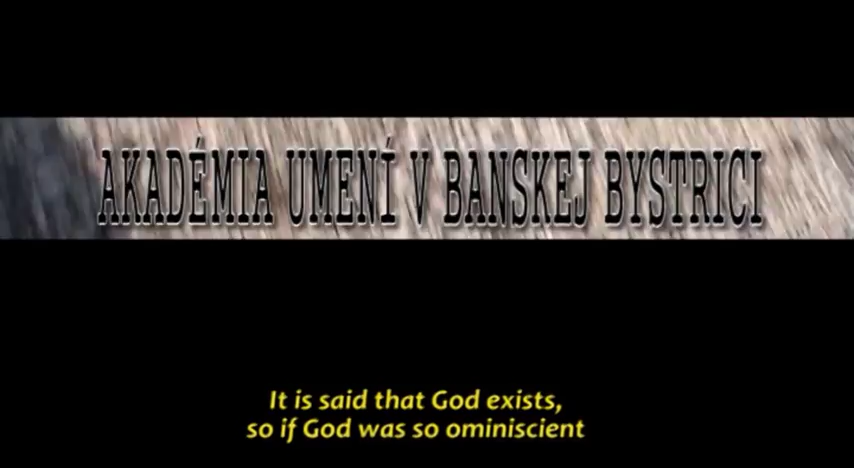 AKADÉMIA UMENÍ V BANSKEJ BYSTRICI
It is said that God exists,
so if God was so ominiscient